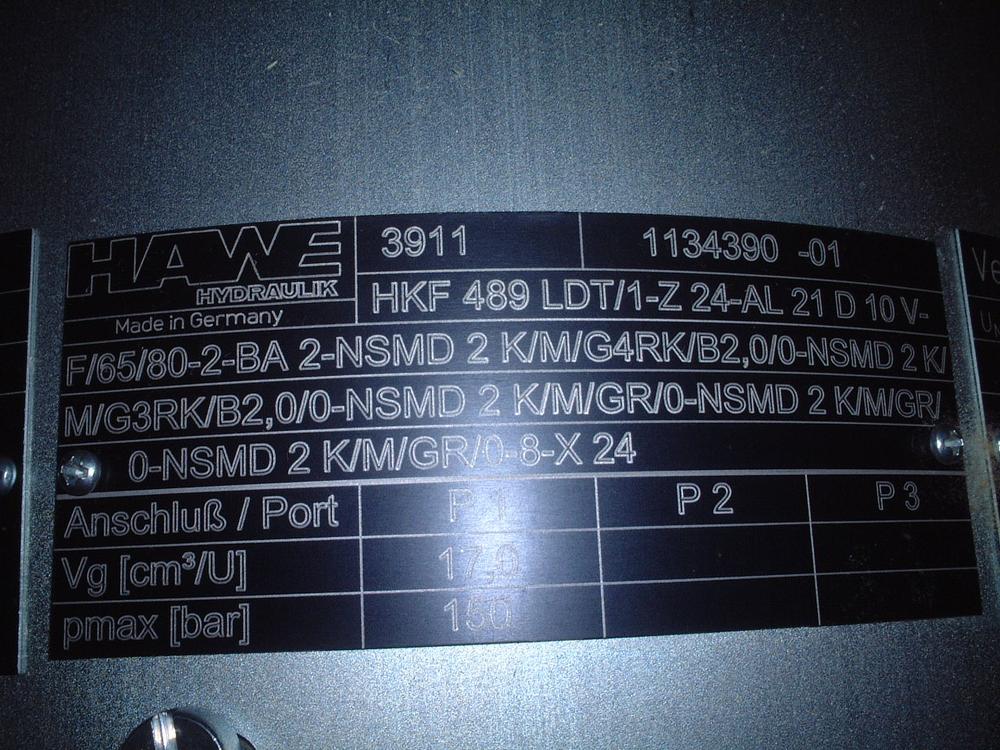 HAWE
HYDRAULIK
Made in Germany
3911
1134390 -01
HKF 489 LDT/1-Z 24-AL 21 D 10 V-
F/65/80-2-BA 2-NSMD 2 K/M/G4RK/B2,0/0-NSMD 2 K/
M/G3RK/B2,0/0-NSMD 2 K/M/GR/0-NSMD 2 K/M/GR/
0-NSMD 2 K/M/GR/0-8-X 24
Anschluß / Port P 1 P 2 P 3
Vg [cm³/U] 17,0
pmax [bar] 150